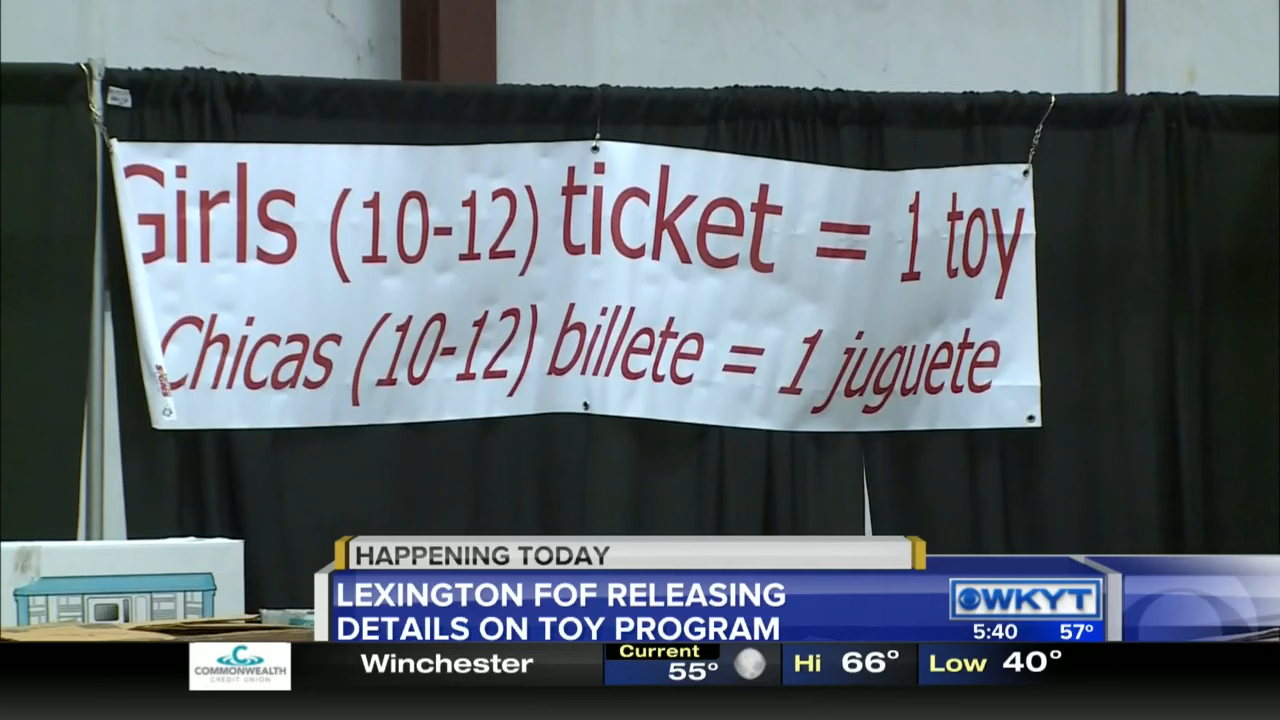 Girls (10-12) ticket = 1 toy
Chicas (10-12) billete = 1 juguete
HAPPENING TODAY
LEXINGTON FOF RELEASING
DETAILS ON TOY PROGRAM
WKYT
5:40 57°
COMMONWEALTH
CREDIT UNION
Winchester
Current
55°
Hi 66°
Low 40°